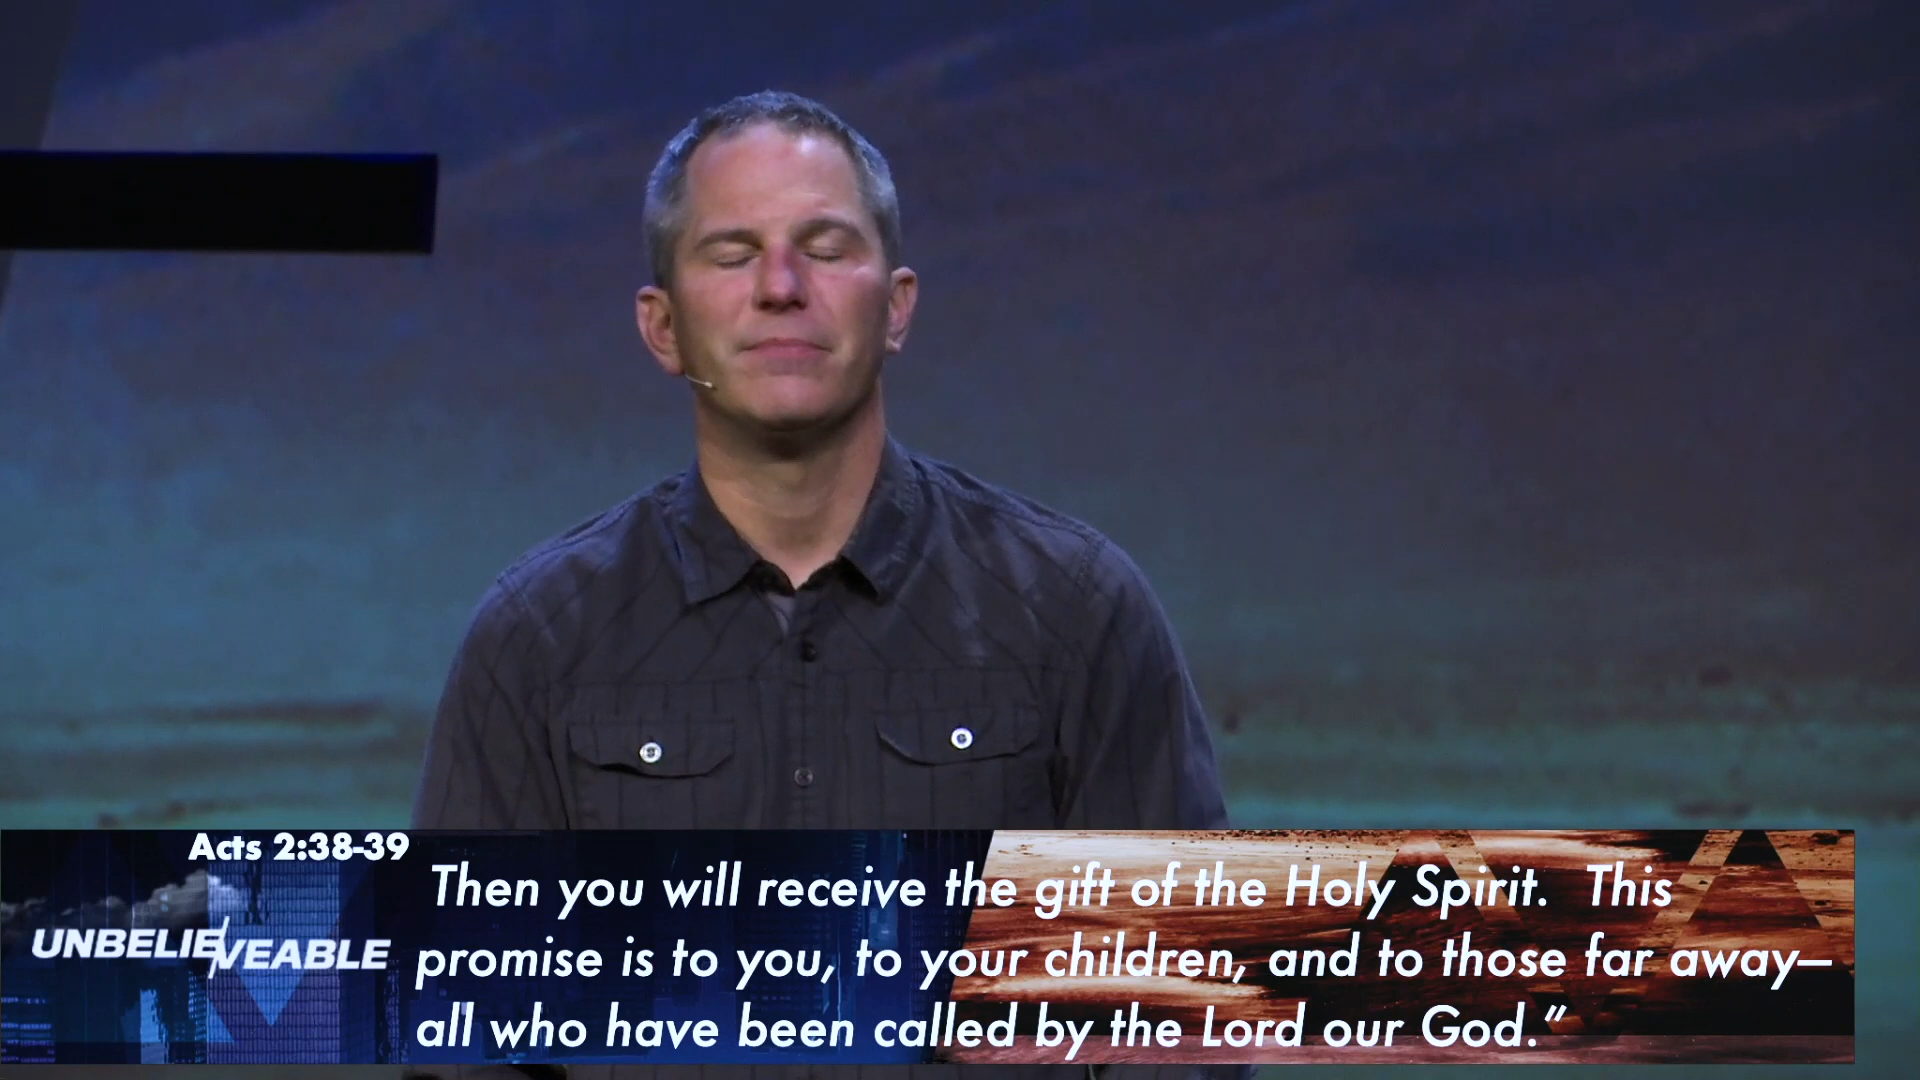 Acts 2:38-39
UNBELIEVEABLE
Then you will receive the gift of the Holy Spirit. This
promise is to you, to your children, and to those far away—
all who have been called by the Lord our God.”